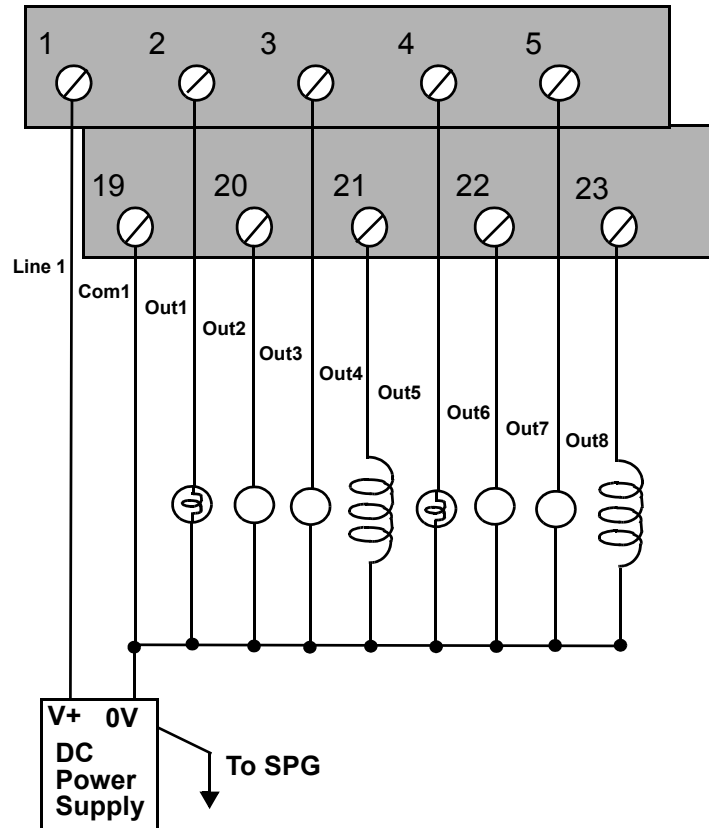 1 2 3 4 5
19 20 21 22 23
Line 1
Com1
Out1
Out2
Out3
Out4
Out5
Out6
Out7
Out8
V+ 0V
DC
Power
Supply
To SPG